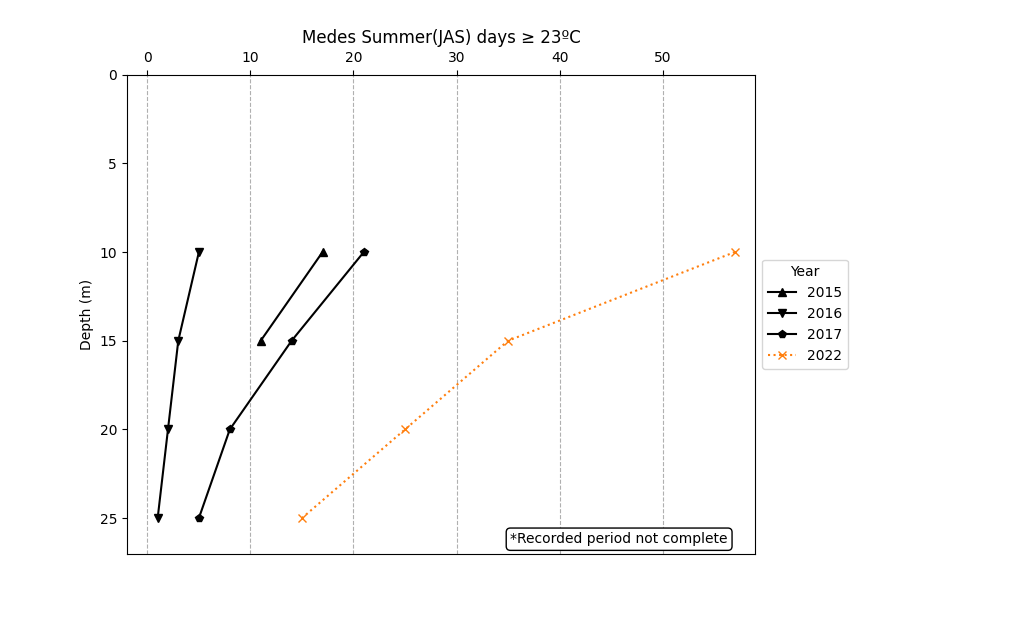 Medes Summer(JAS) days ≥ 23ºC
0 10 20 30 40 50
0
5
10
15
20
25
Depth (m)
Year
2015
2016
2017
2022
*Recorded period not complete